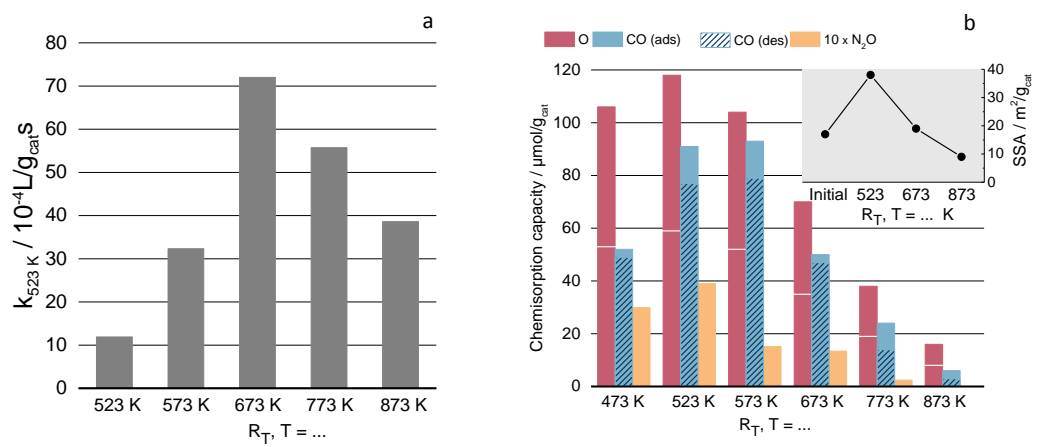 a
k523 K / 10-4L/gcats
80
70
60
50
40
30
20
10
0
523 K 573 K 673 K 773 K 873 K
RT, T = ...
b
O CO (ads) CO (des) 10 x N2O
Chemisorption capacity / µmol/gcat
120
100
80
60
40
20
0
473 K 523 K 573 K 673 K 773 K 873 K
RT, T = ...
40
30
20
10
0
SSA / m2/gcat
Initial 523 673 873
RT, T = ... K